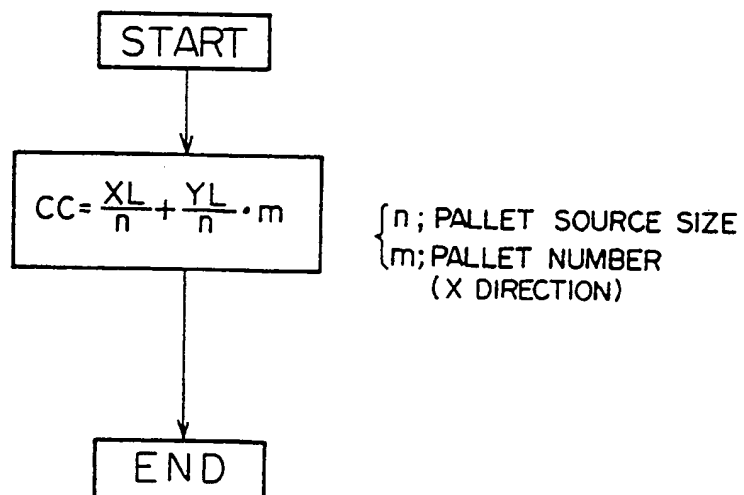 START
CC= XL/n + YL/n · m
n; PALLET SOURCE SIZE
m; PALLET NUMBER
(X DIRECTION)
END